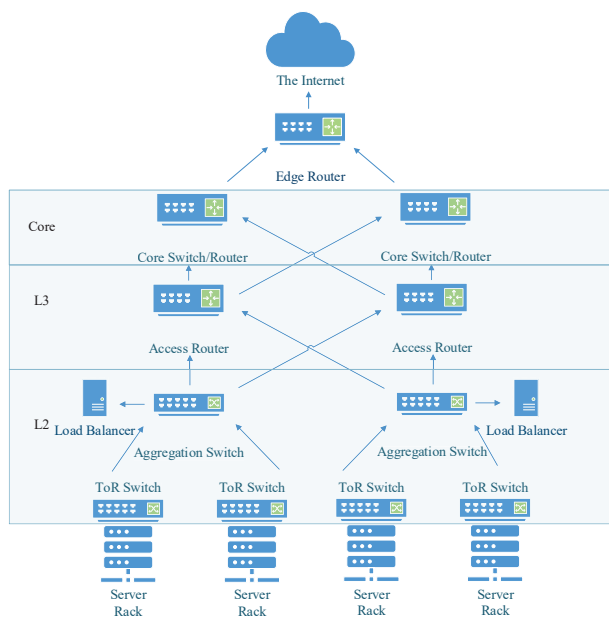 The Internet
Edge Router
Core
Core Switch/Router
Core Switch/Router
L3
Access Router
Access Router
L2
Load Balancer
Load Balancer
Aggregation Switch
Aggregation Switch
ToR Switch
ToR Switch
ToR Switch
ToR Switch
Server
Rack
Server
Rack
Server
Rack
Server
Rack